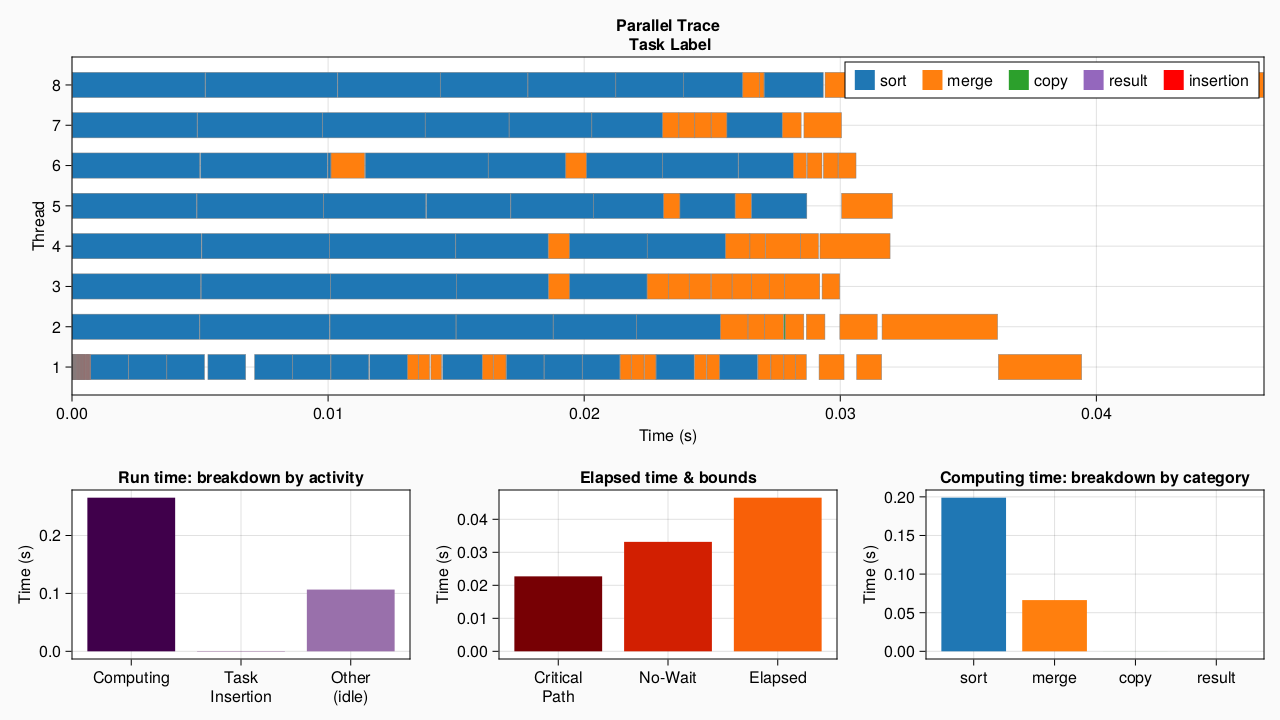 Parallel Trace
Task Label
Thread
8
7
6
5
4
3
2
1
sort merge copy result insertion
0.00 0.01 0.02 0.03 0.04
Time (s)
Run time: breakdown by activity
Time (s)
0.2
0.1
0.0
Computing Task Insertion Other (idle)
Elapsed time & bounds
Time (s)
0.04
0.03
0.02
0.01
0.00
Critical Path No-Wait Elapsed
Computing time: breakdown by category
Time (s)
0.20
0.15
0.10
0.05
0.00
sort merge copy result